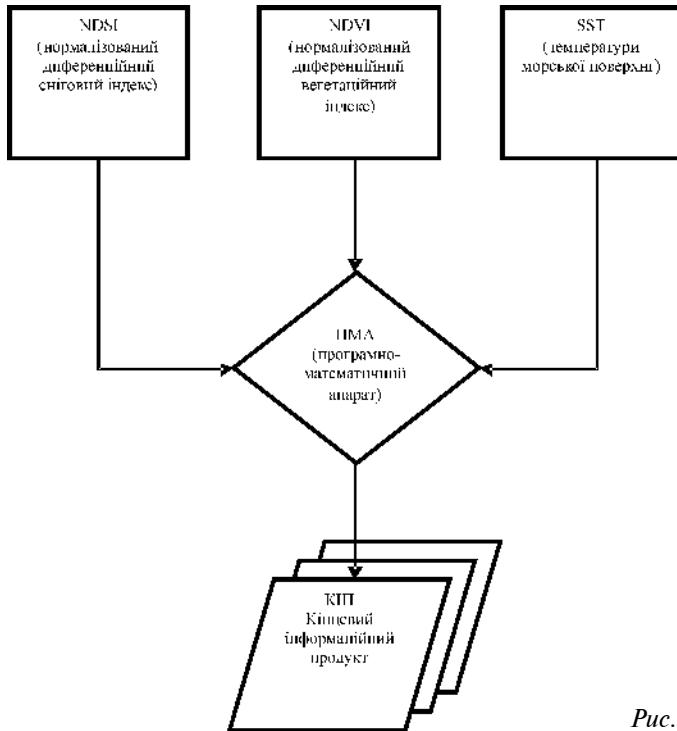 NDSI
(нормалізований
диференційний
сніговий індекс)
NDVI
(нормалізований
диференційний
вегетаційний
індекс)
SST
(температури
морської поверхні)
ПМА
(програмно-
математичний
апарат)
КІП
Кінцевий
інформаційний
продукт
Рис.